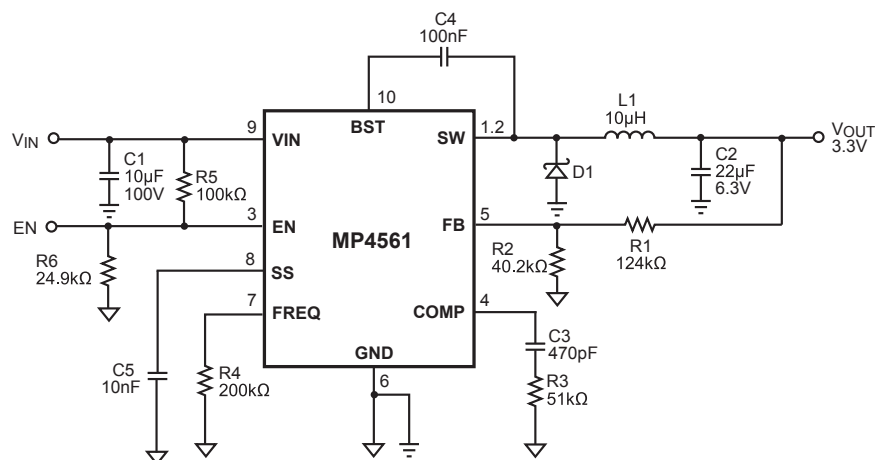 C4
100nF
10
BST
L1
10µH
VIN
9
VIN
SW
1.2
VOUT
3.3V
C1
10µF
100V
R5
100kΩ
D1
C2
22µF
6.3V
EN
3
EN
MP4561
FB
5
R1
124kΩ
R6
24.9kΩ
R2
40.2kΩ
8
SS
7
FREQ
COMP
4
C5
10nF
R4
200kΩ
GND
6
C3
470pF
R3
51kΩ